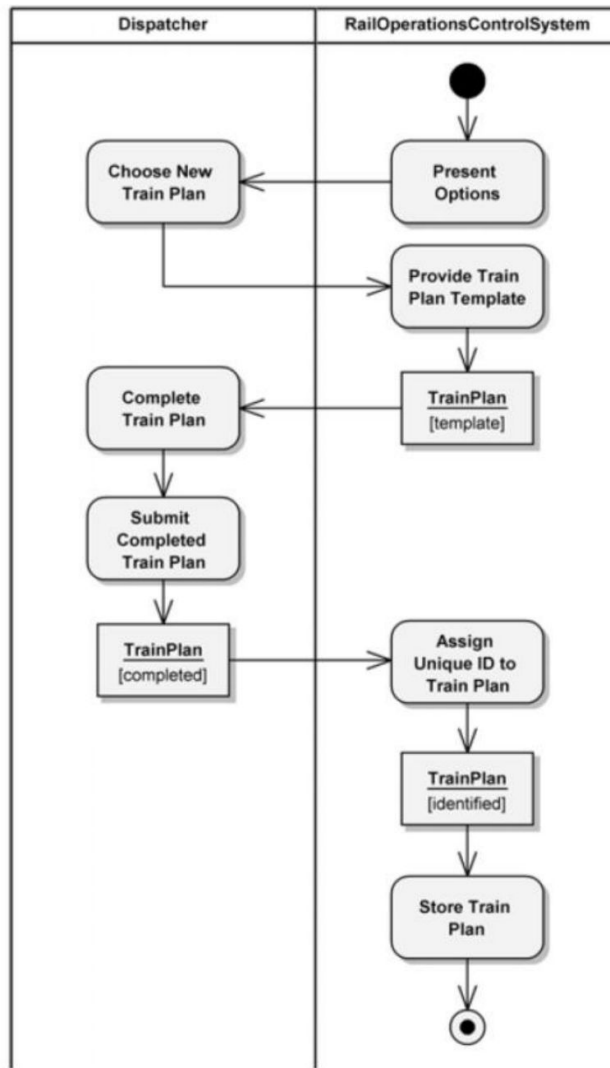 Dispatcher
RailOperationsControlSystem
Present
Options
Choose New
Train Plan
Provide Train
Plan Template
TrainPlan
[template]
Complete
Train Plan
Submit
Completed
Train Plan
TrainPlan
[completed]
Assign
Unique ID to
Train Plan
TrainPlan
[identified]
Store Train
Plan